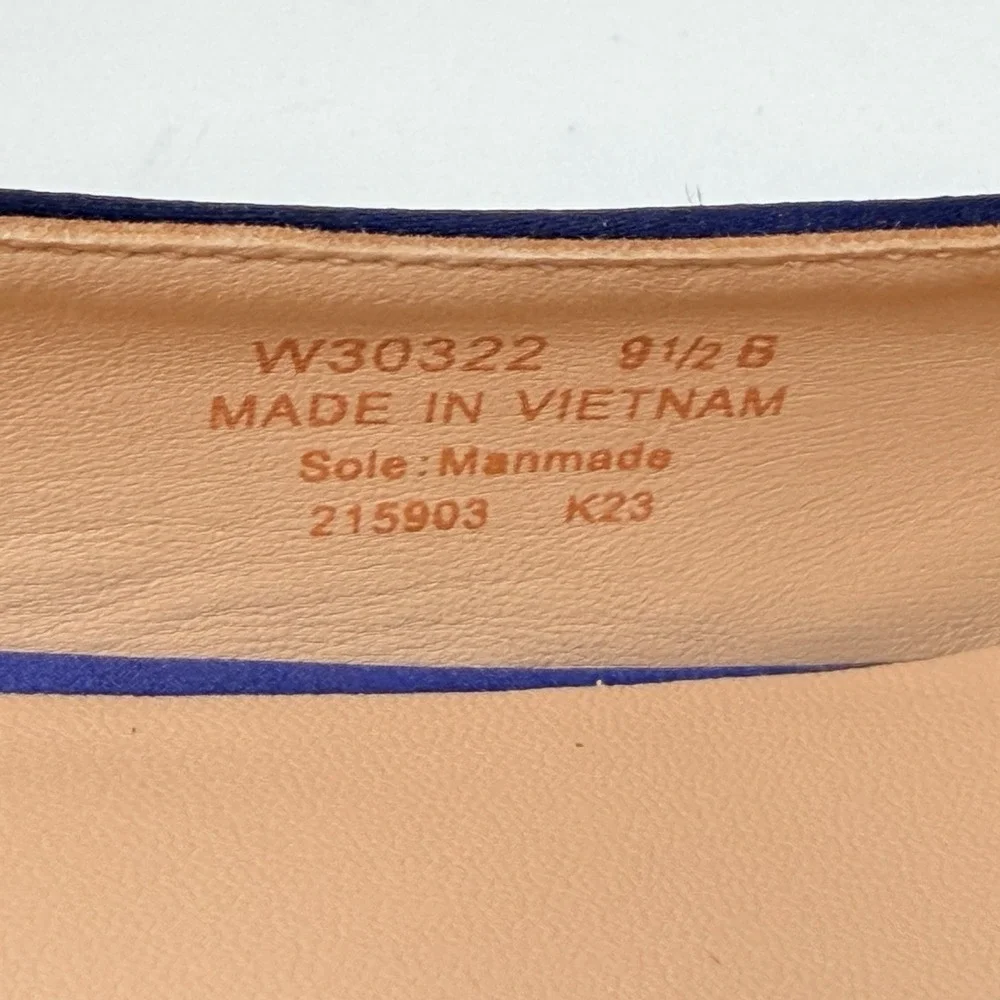 W30322 9 1/2 B
MADE IN VIETNAM
Sole:Manmade
215903 K23